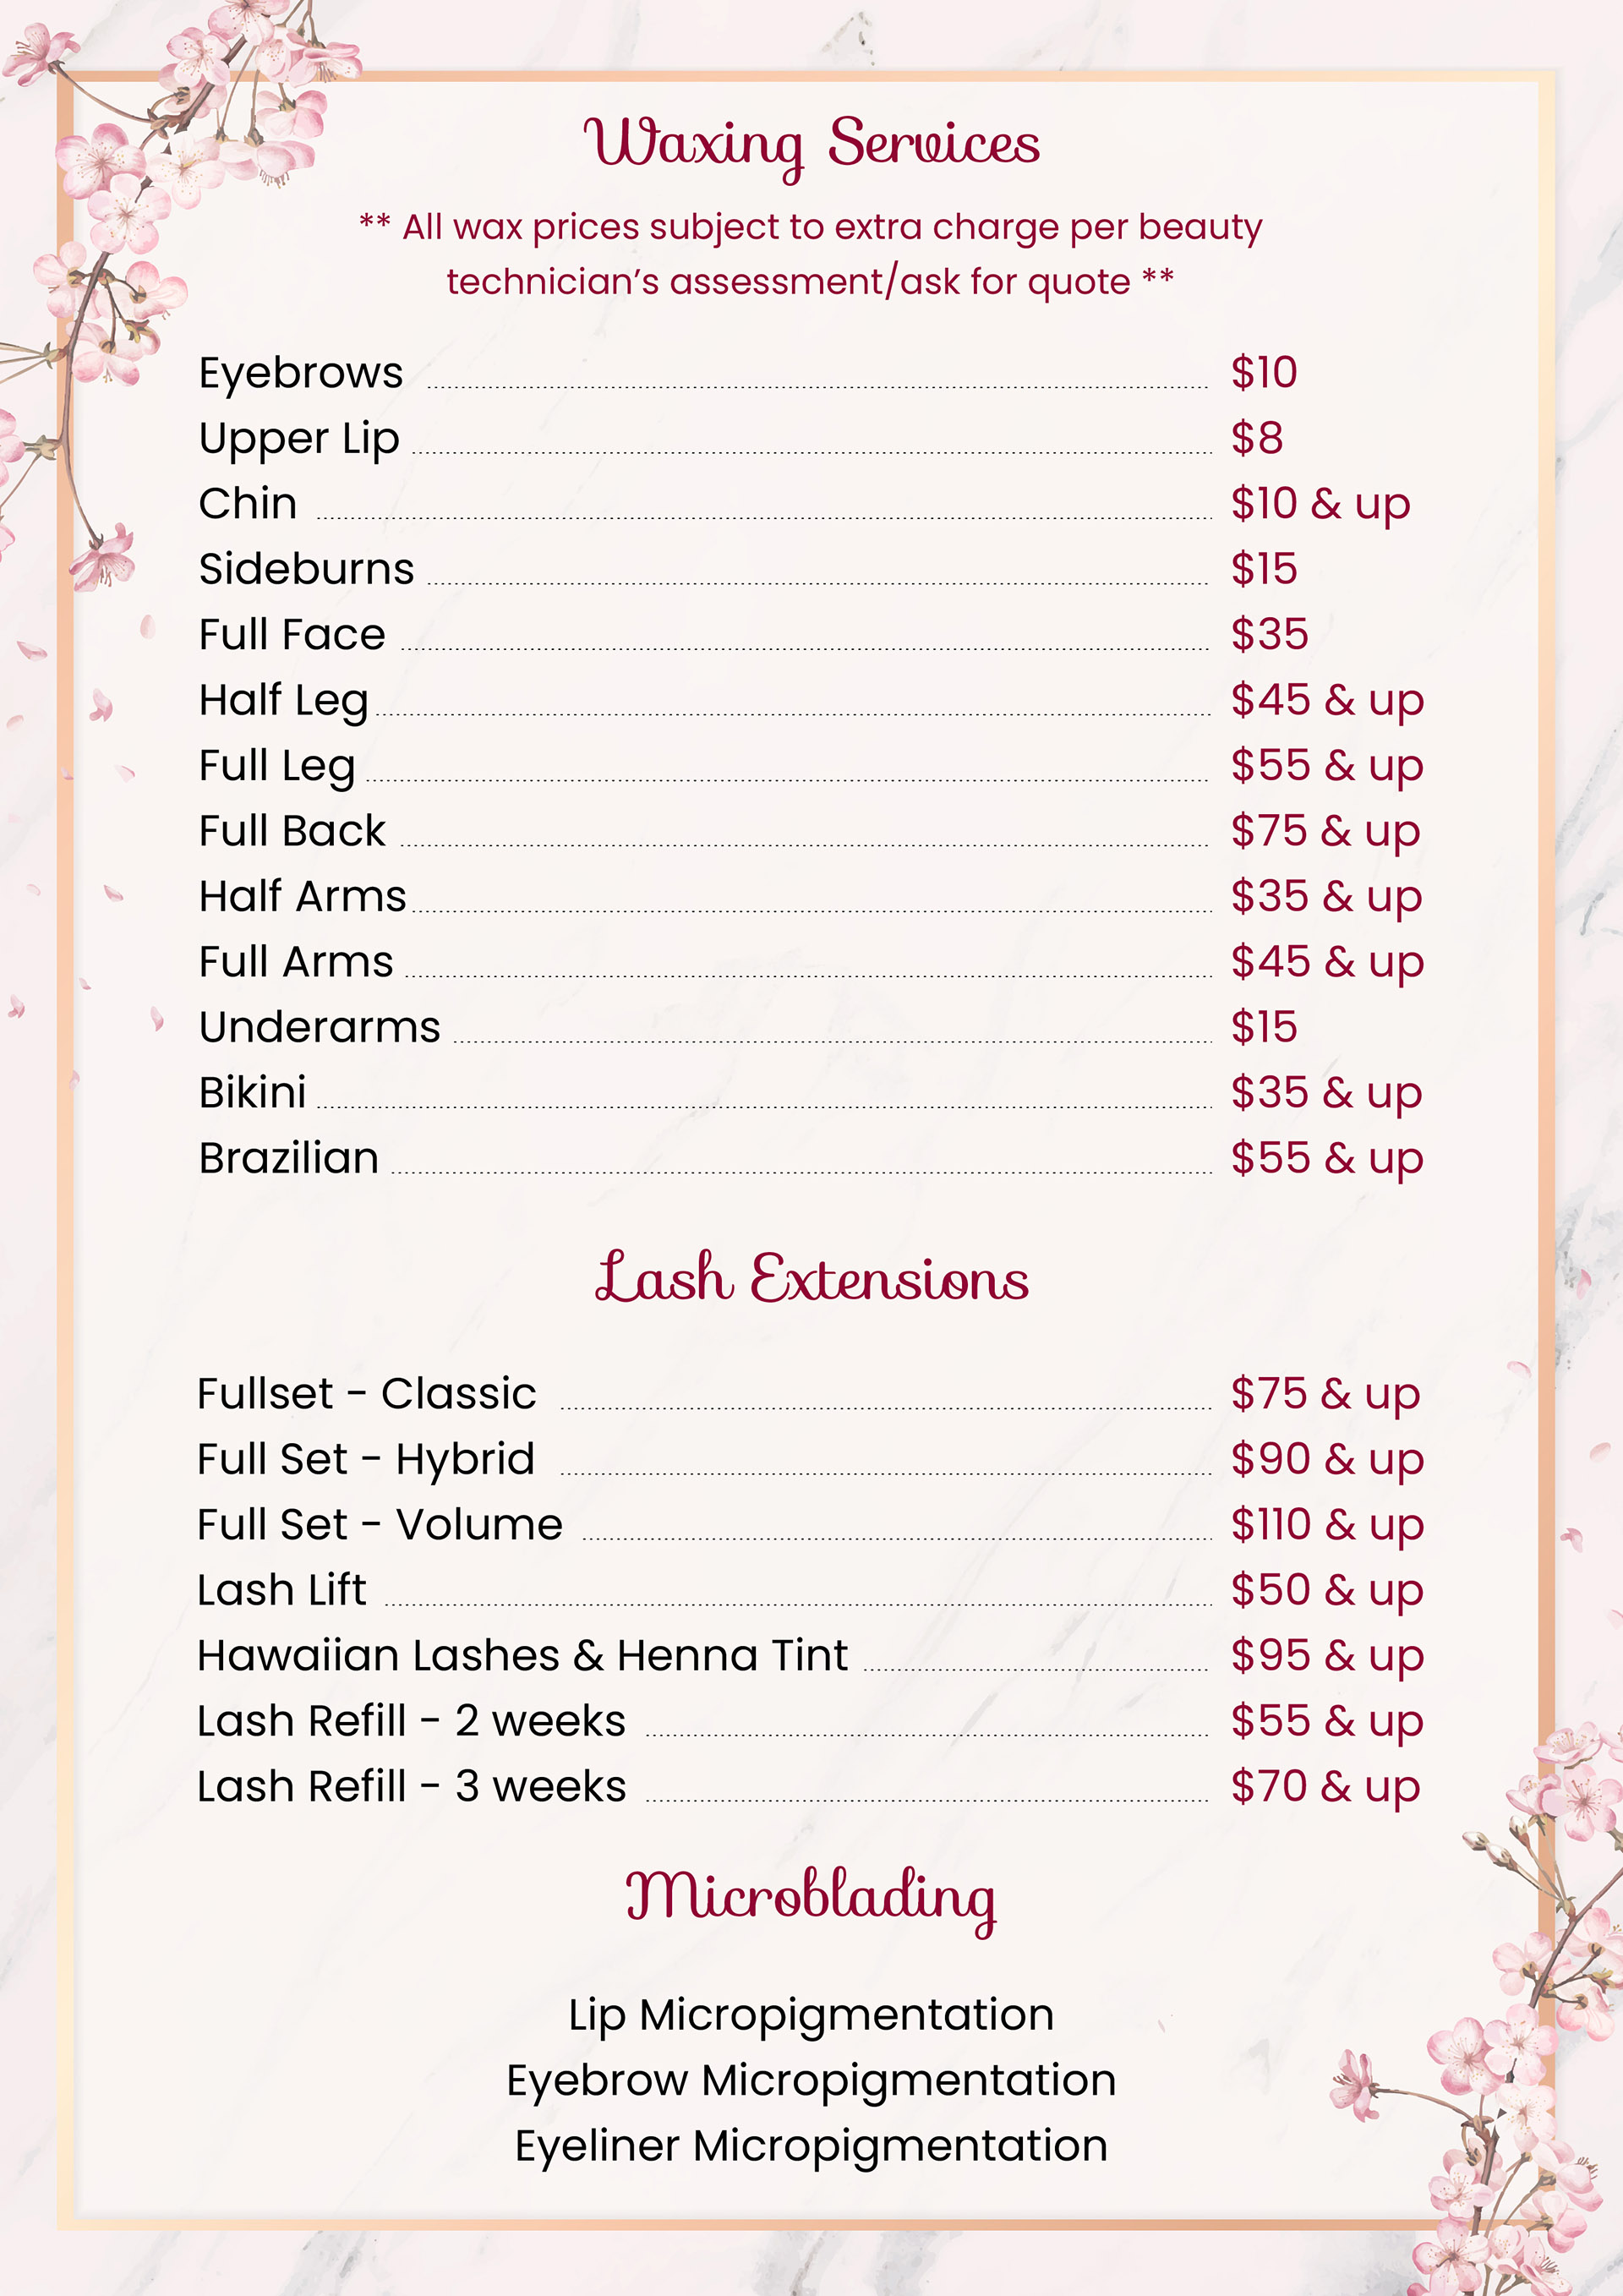 Waxing Services
** All wax prices subject to extra charge per beauty
technician’s assessment/ask for quote **
Eyebrows $10
Upper Lip $8
Chin $10 & up
Sideburns $15
Full Face $35
Half Leg $45 & up
Full Leg $55 & up
Full Back $75 & up
Half Arms $35 & up
Full Arms $45 & up
Underarms $15
Bikini $35 & up
Brazilian $55 & up
Lash Extensions
Fullset - Classic $75 & up
Full Set - Hybrid $90 & up
Full Set - Volume $110 & up
Lash Lift $50 & up
Hawaiian Lashes & Henna Tint $95 & up
Lash Refill - 2 weeks $55 & up
Lash Refill - 3 weeks $70 & up
Microblading
Lip Micropigmentation
Eyebrow Micropigmentation
Eyeliner Micropigmentation